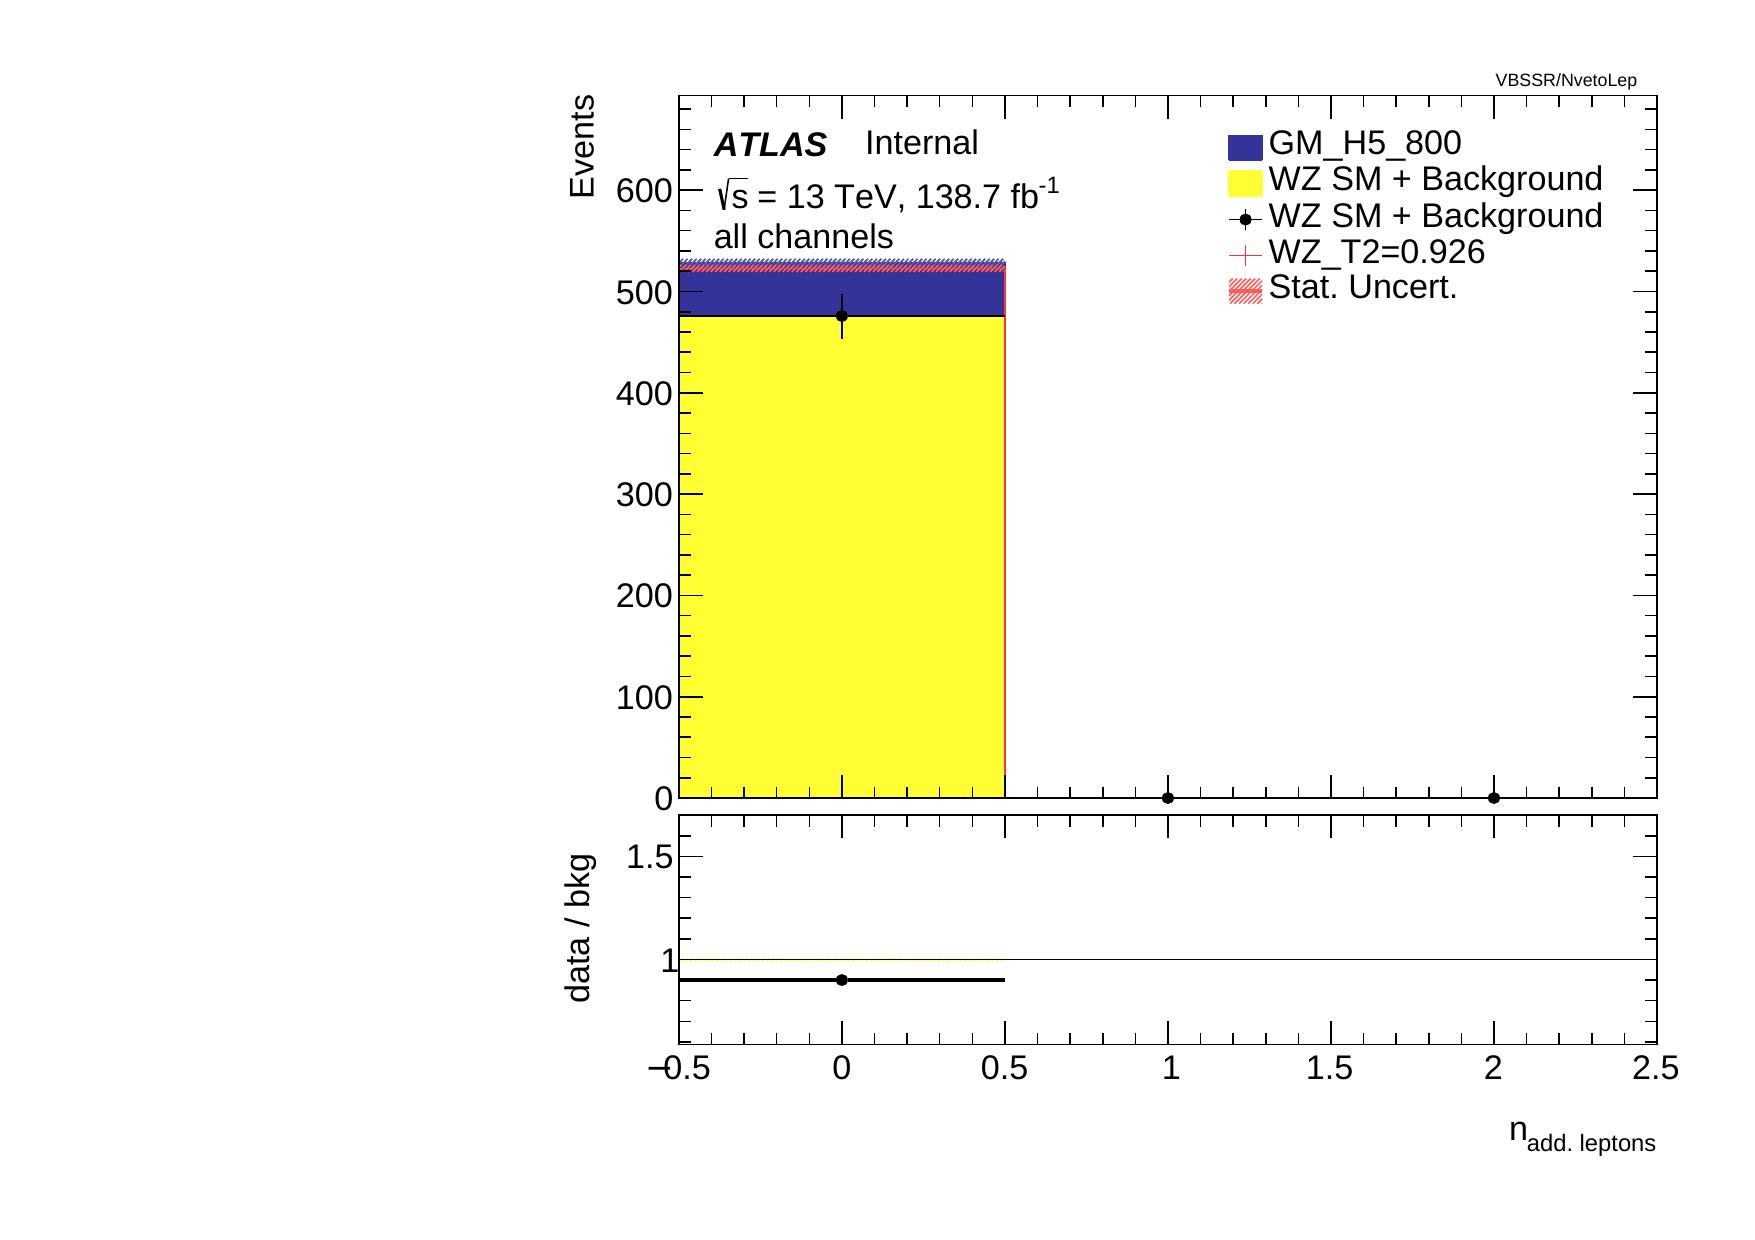 VBSSR/NvetoLep
Events
ATLAS Internal
√s = 13 TeV, 138.7 fb-1
all channels
GM_H5_800
WZ SM + Background
WZ SM + Background
WZ_T2=0.926
Stat. Uncert.
600
500
400
300
200
100
0
data / bkg
1.5
1
−0.5 0 0.5 1 1.5 2 2.5
nadd. leptons